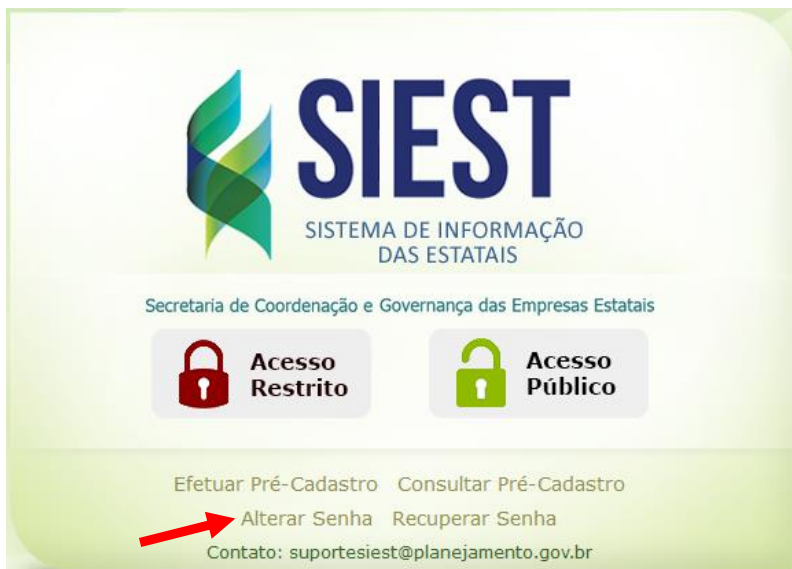 SIEST
SISTEMA DE INFORMAÇÃO
DAS ESTATAIS
Secretaria de Coordenação e Governança das Empresas Estatais
Acesso
Restrito
Acesso
Público
Efetuar Pré-Cadastro Consultar Pré-Cadastro
Alterar Senha Recuperar Senha
Contato: suportesiest@planejamento.gov.br